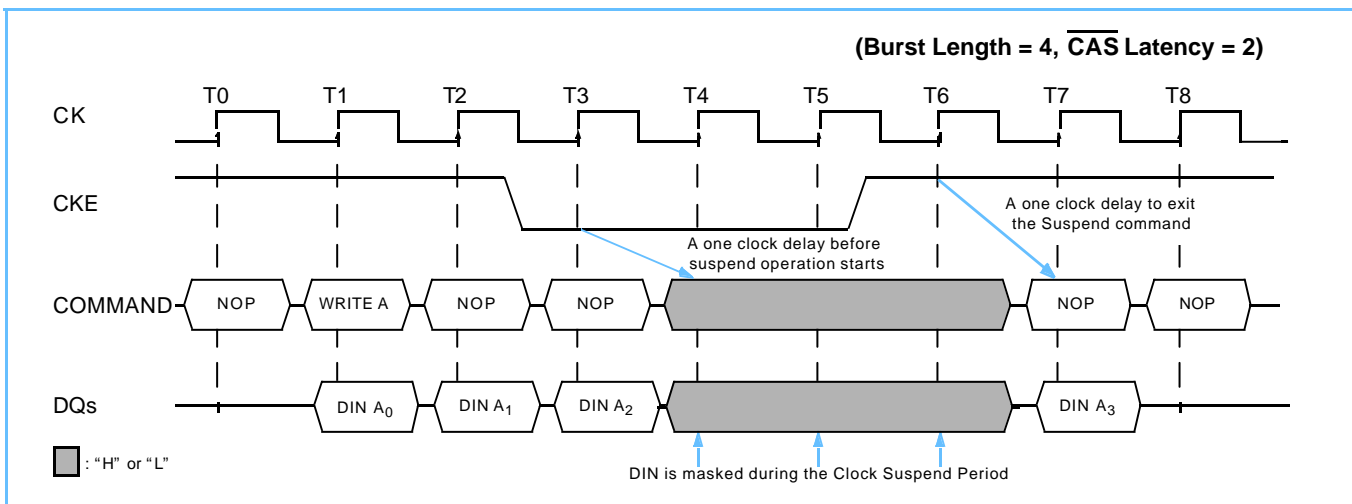 (Burst Length = 4, CAS Latency = 2)
T0 T1 T2 T3 T4 T5 T6 T7 T8
CK
CKE
A one clock delay before
suspend operation starts
A one clock delay to exit
the Suspend command
COMMAND NOP WRITE A NOP NOP NOP NOP
DQs DIN A0 DIN A1 DIN A2 DIN A3
: "H" or "L"
DIN is masked during the Clock Suspend Period